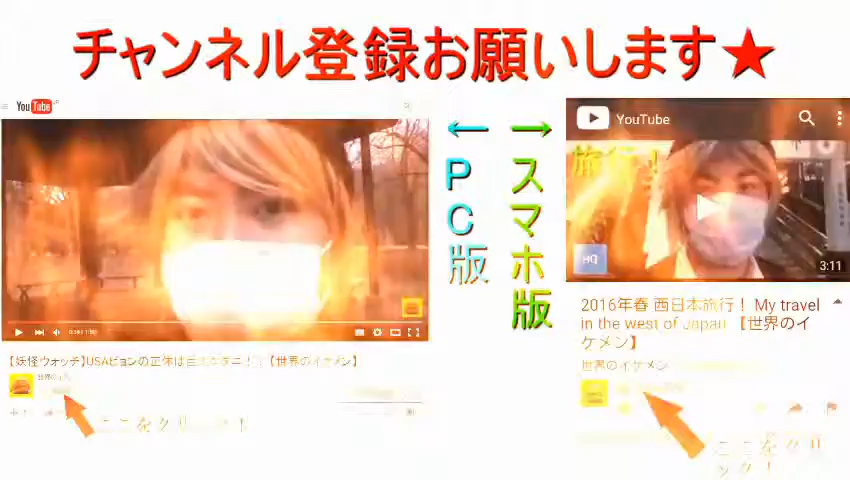 チャンネル登録お願いします★
YouTube
←PC版
→スマホ版
YouTube
旅行！
HQ
3:11
【妖怪ウォッチ】USAピョンの正体は
【世界のイケメン】
ここをクリック！
2016年春 西日本旅行！ My travel
in the west of Japan 【世界のイ
ケメン】
世界のイケメン
ここをクリ
ック！